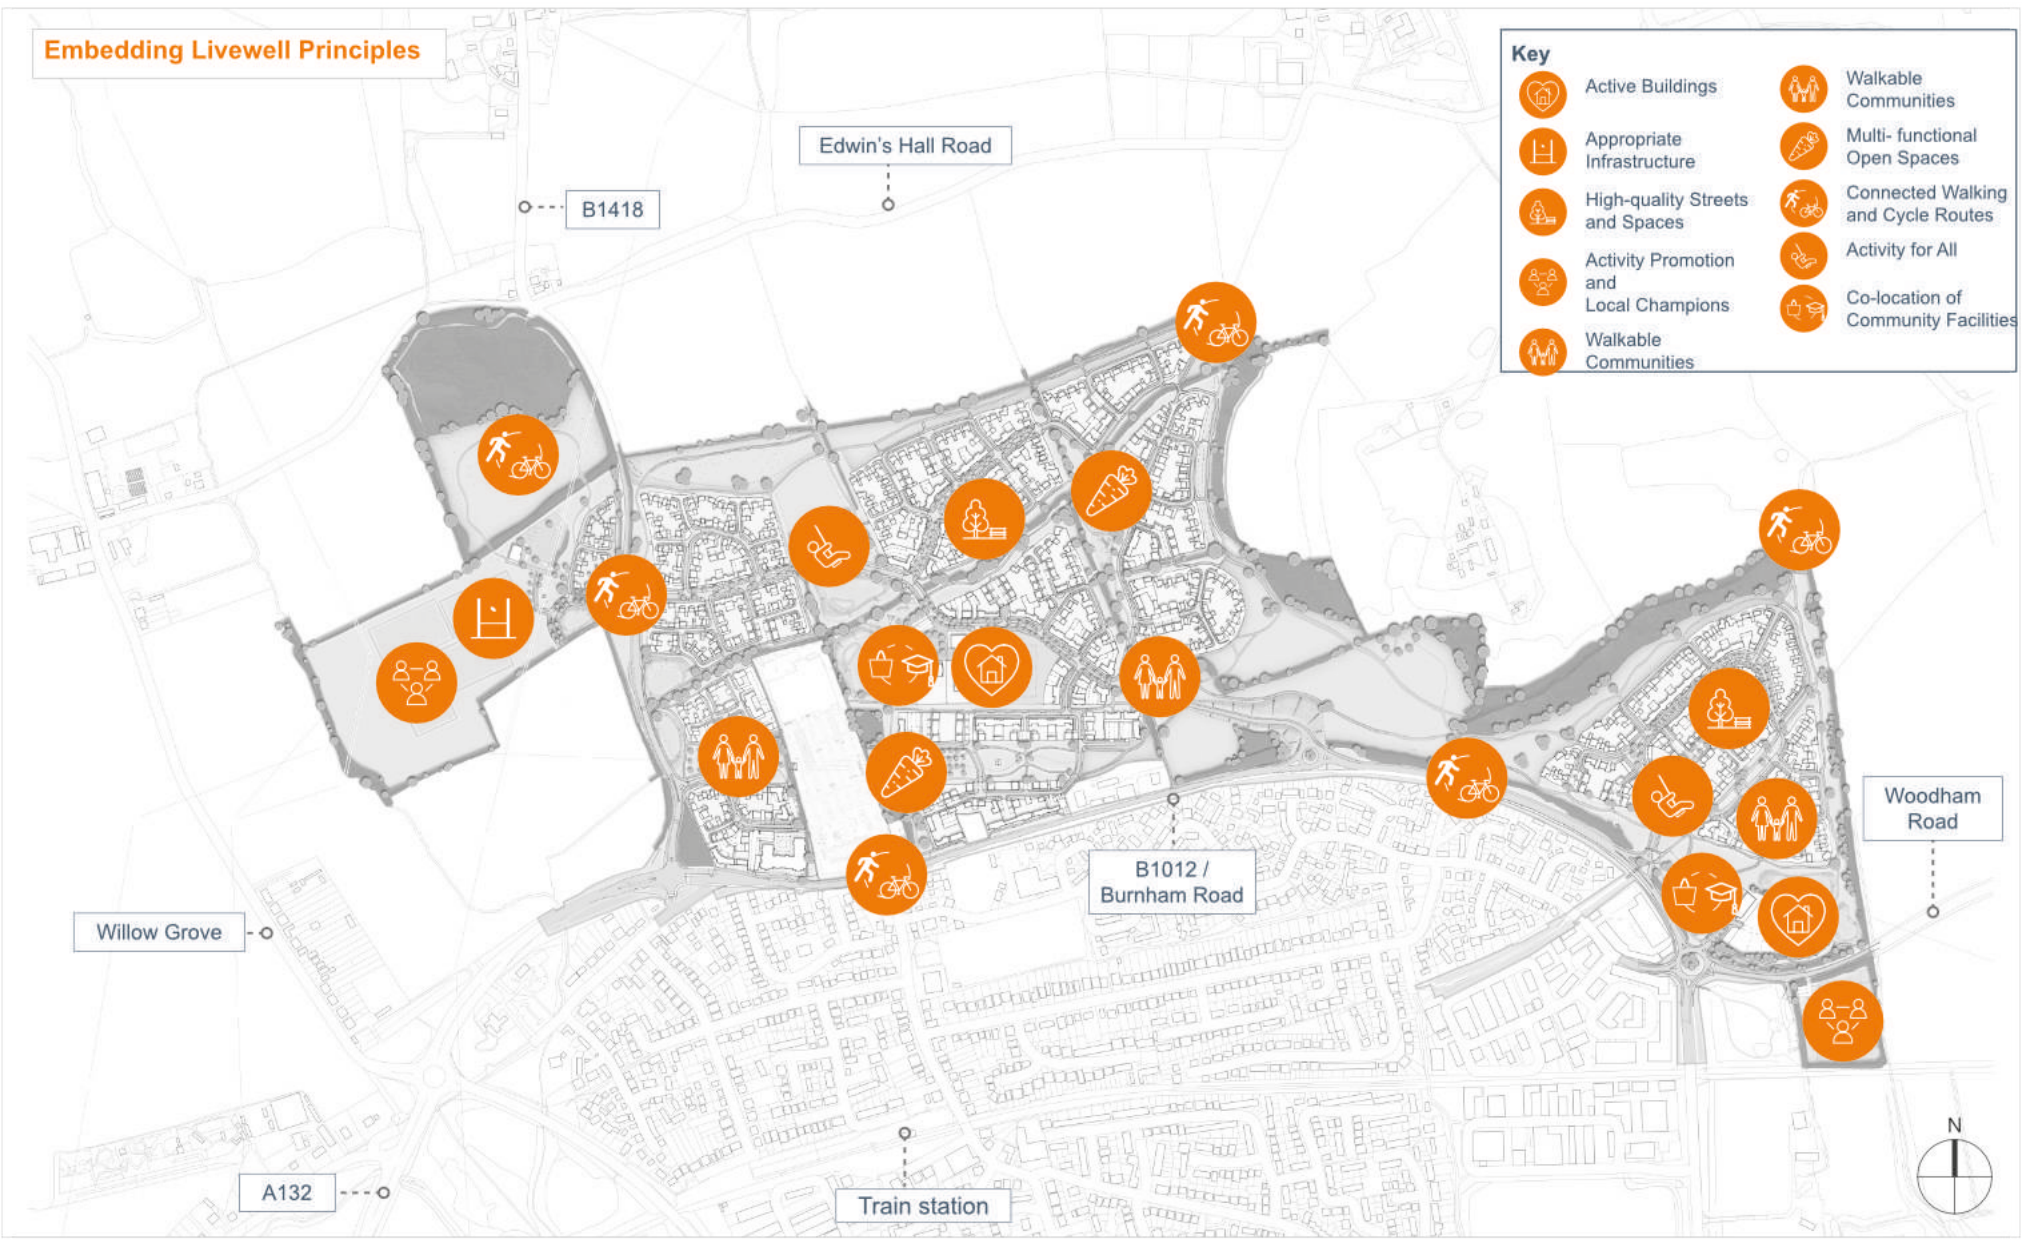 Embedding Livewell Principles
Key
Active Buildings
Appropriate
Infrastructure
High-quality Streets
and Spaces
Activity Promotion
and
Local Champions
Walkable
Communities
Walkable
Communities
Multi- functional
Open Spaces
Connected Walking
and Cycle Routes
Activity for All
Co-location of
Community Facilities
Edwin's Hall Road
B1418
Woodham
Road
B1012 /
Burnham Road
Willow Grove
N
A132
Train station